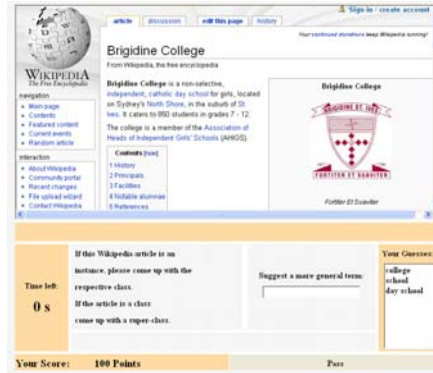 Sign in / create account
article discussion edit this page history
Your continued donations keep Wikipedia running!
Brigidine College
From Wikipedia, the free encyclopedia
WIKIPEDIA
The Free Encyclopedia
navigation
Main page
Contents
Featured content
Current events
Random article
interaction
About Wikipedia
Community portal
Recent changes
File upload wizard
Contact Wikipedia
Brigidine College is a non-selective,
independent, catholic day school for girls, located
on Sydney's North Shore, in the suburb of St
Ives. It caters to 950 students in grades 7 - 12.
The college is a member of the Association of
Heads of Independent Girls' Schools (AHIGS).
Contents [hide]
1 History
2 Principals
3 Facilities
4 Notable alumnae
5 References
Brigidine College
BRIGIDINE ST IVES
FORTITER ET SUAVITER
Fortiter Et Suaviter
Time left:
0 s
If this Wikipedia article is an
instance, please come up with the
respective class.
If the article is a class
come up with a super-class.
Suggest a more general term:
Your Guesses:
college
school
day school
Your Score: 100 Points
Pass